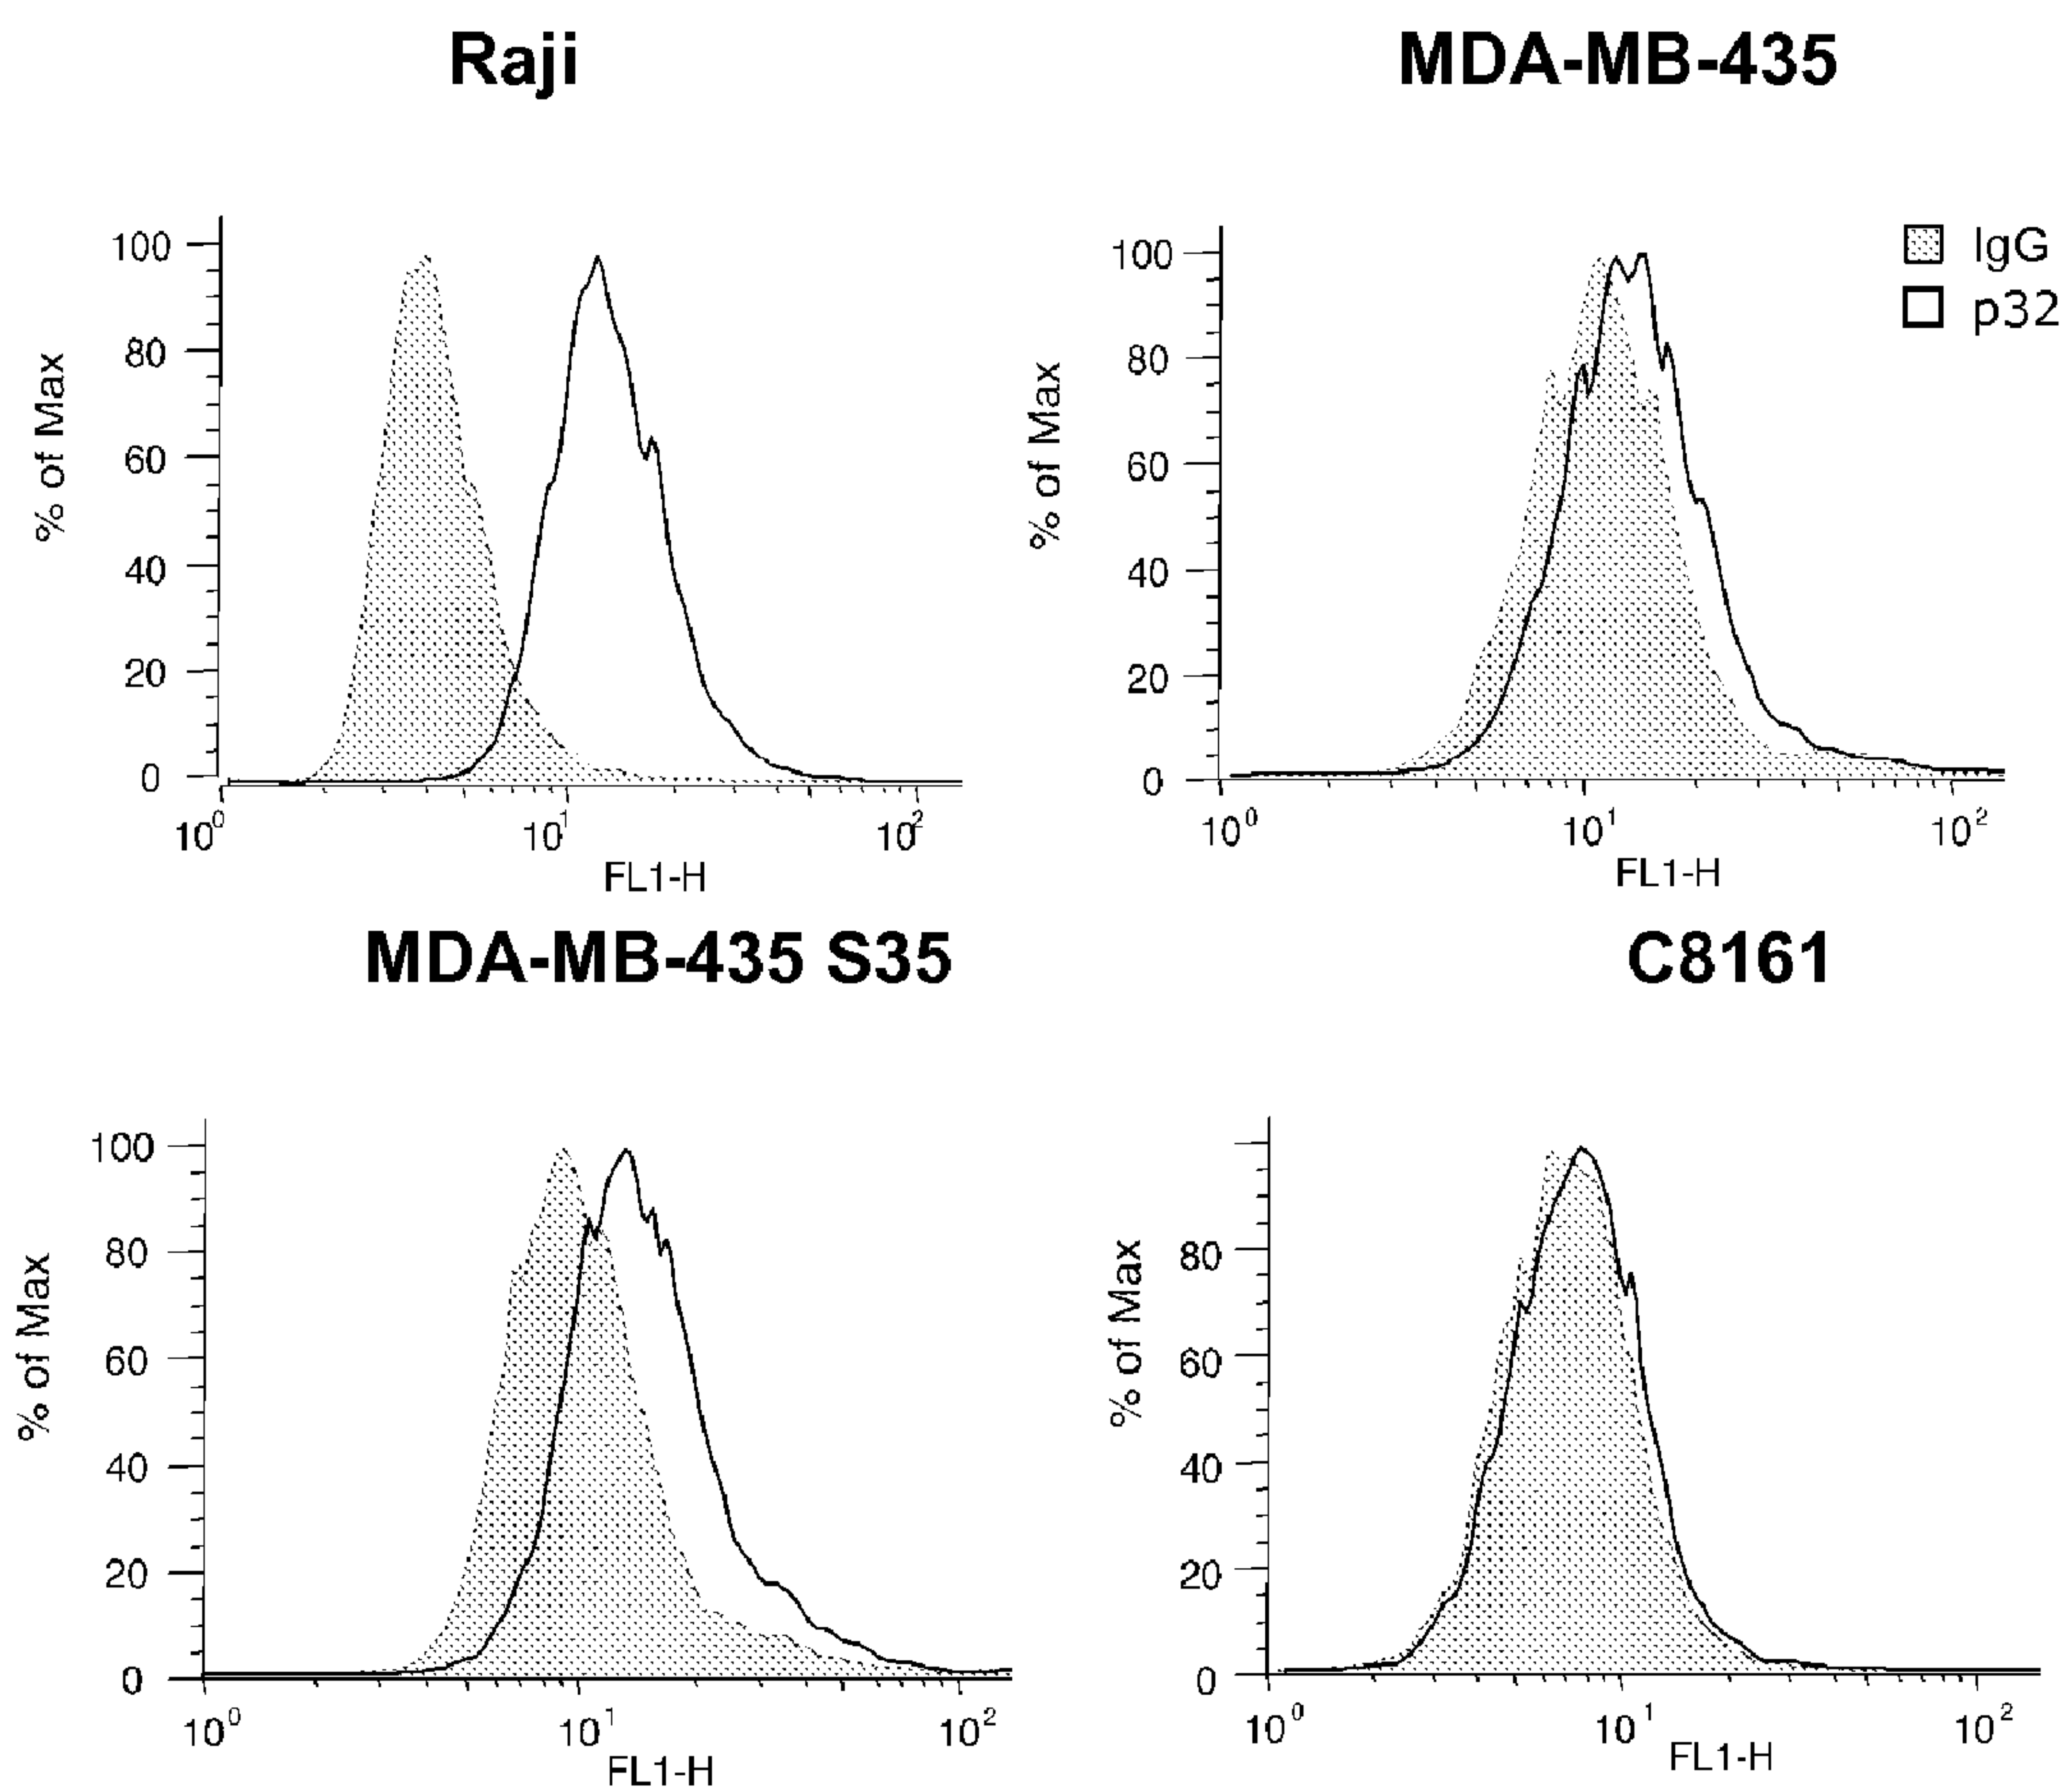 Raji
MDA-MB-435
IgG
p32
100
80
60
40
20
0
% of Max
10⁰
10¹
10²
FL1-H
100
80
60
40
20
0
% of Max
10⁰
10¹
10²
FL1-H
MDA-MB-435 S35
C8161
100
80
60
40
20
0
% of Max
10⁰
10¹
10²
FL1-H
80
60
40
20
0
% of Max
10⁰
10¹
10²
FL1-H